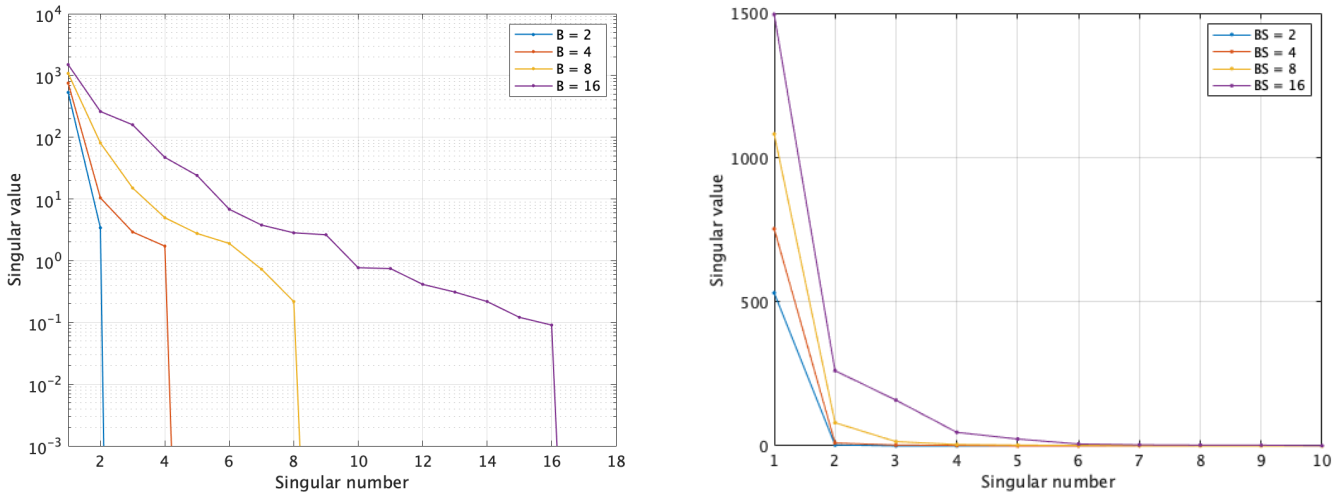 10^4
10^3
10^2
10^1
10^0
10^-1
10^-2
10^-3
Singular value
2 4 6 8 10 12 14 16 18
Singular number
B = 2
B = 4
B = 8
B = 16
1500
1000
500
0
Singular value
1 2 3 4 5 6 7 8 9 10
Singular number
BS = 2
BS = 4
BS = 8
BS = 16